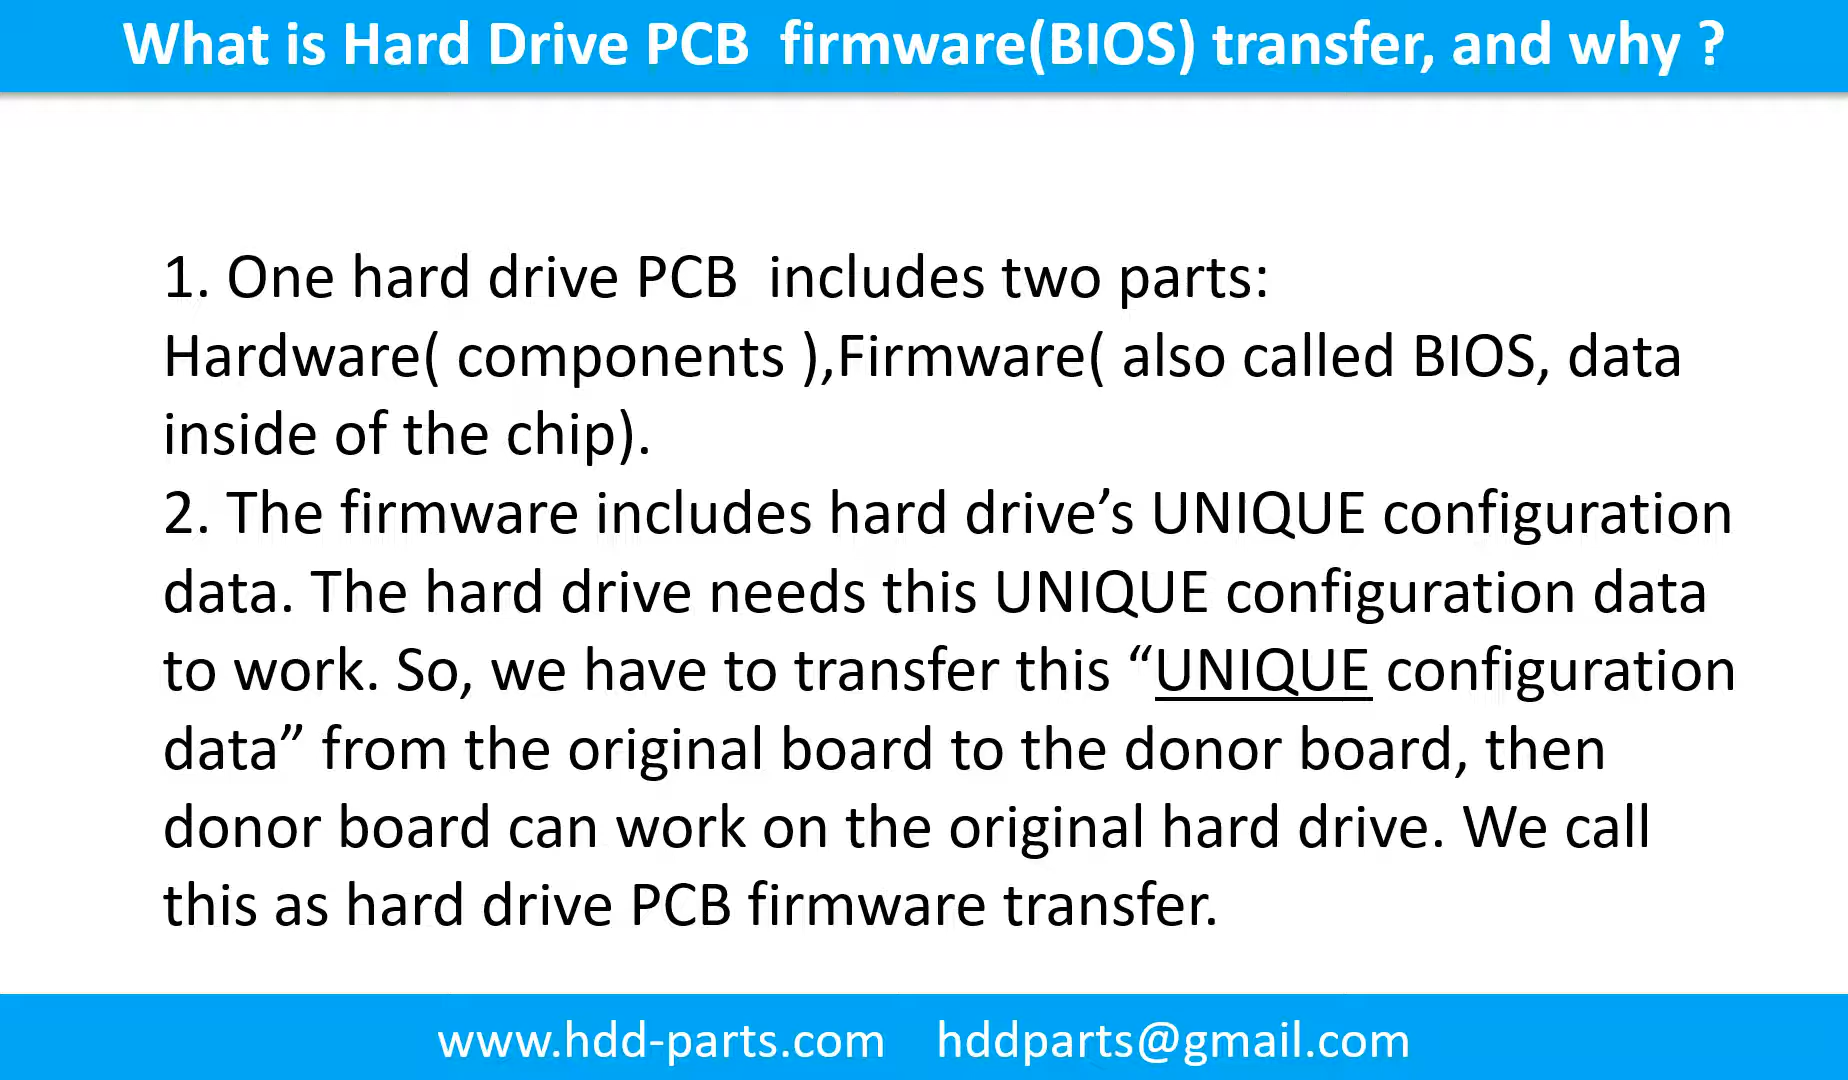 What is Hard Drive PCB  firmware(BIOS) transfer, and why ?
1. One hard drive PCB  includes two parts:
Hardware( components ),Firmware( also called BIOS, data
inside of the chip).
2. The firmware includes hard drive’s UNIQUE configuration
data. The hard drive needs this UNIQUE configuration data
to work. So, we have to transfer this “UNIQUE configuration
data” from the original board to the donor board, then
donor board can work on the original hard drive. We call
this as hard drive PCB firmware transfer.
www.hdd-parts.com    hddparts@gmail.com